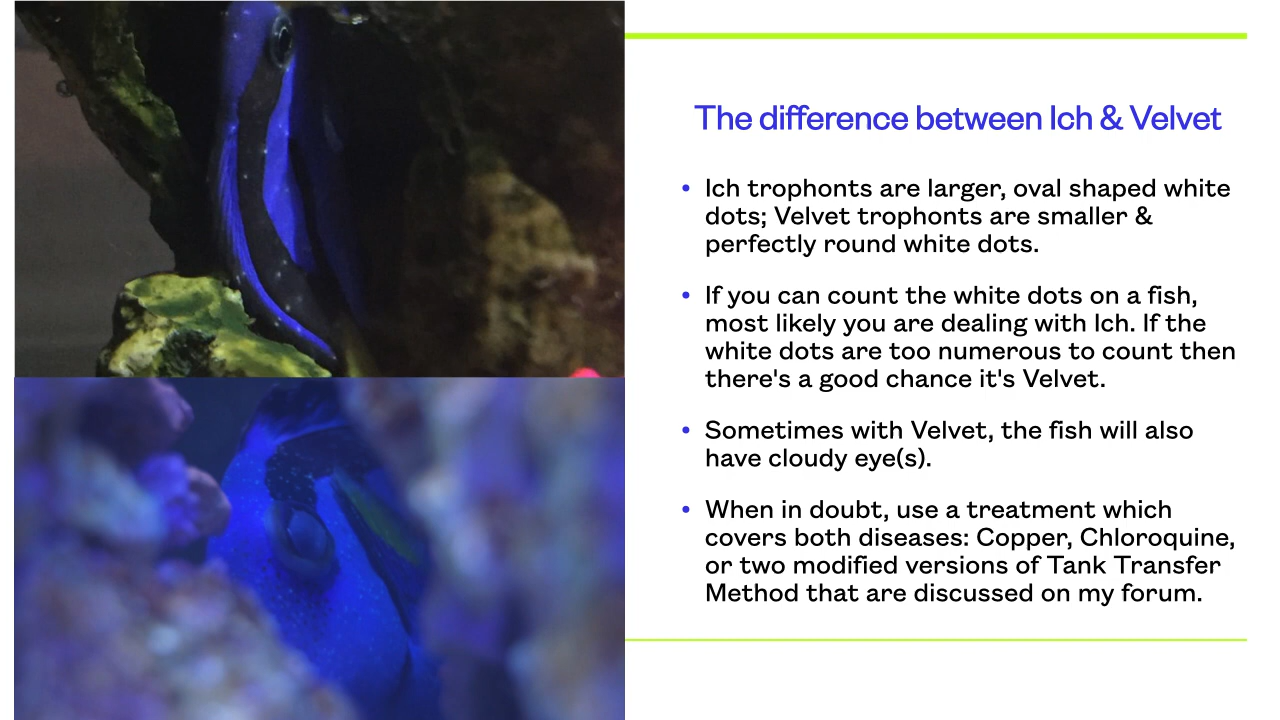 The difference between Ich & Velvet
• Ich trophonts are larger, oval shaped white
dots; Velvet trophonts are smaller &
perfectly round white dots.
• If you can count the white dots on a fish,
most likely you are dealing with Ich. If the
white dots are too numerous to count then
there's a good chance it's Velvet.
• Sometimes with Velvet, the fish will also
have cloudy eye(s).
• When in doubt, use a treatment which
covers both diseases: Copper, Chloroquine,
or two modified versions of Tank Transfer
Method that are discussed on my forum.